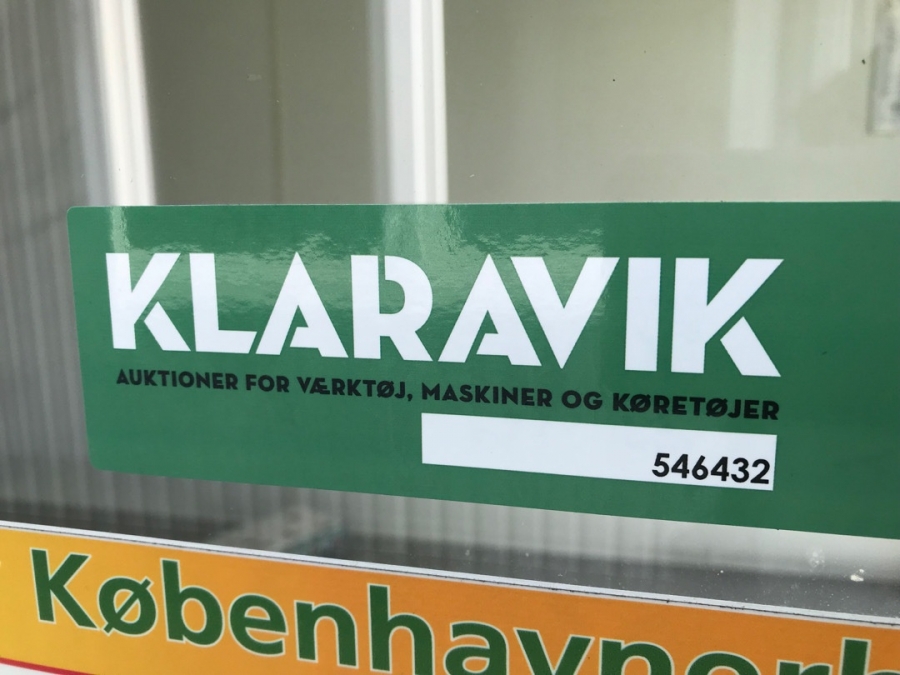 KLARAVIK
AUKTIONER FOR VÆRKTØJ, MASKINER OG KØRETØJER
546432